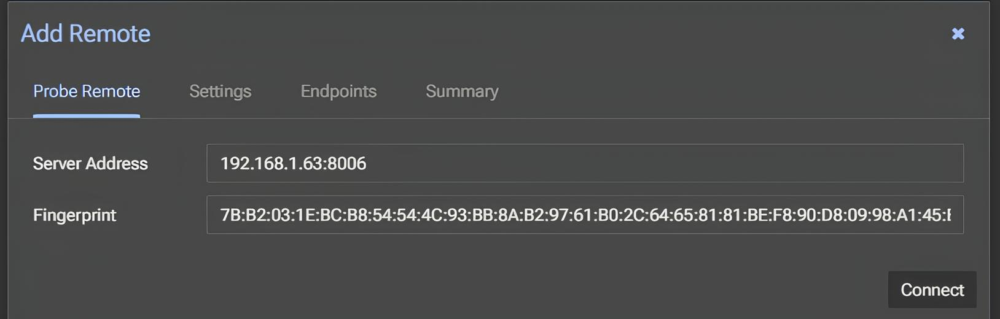 Add Remote
Probe Remote Settings Endpoints Summary
Server Address 192.168.1.63:8006
Fingerprint 7B:B2:03:1E:BC:B8:54:54:4C:93:BB:8A:B2:97:61:B0:2C:64:65:81:81:BE:F8:90:D8:09:98:A1:45:
Connect